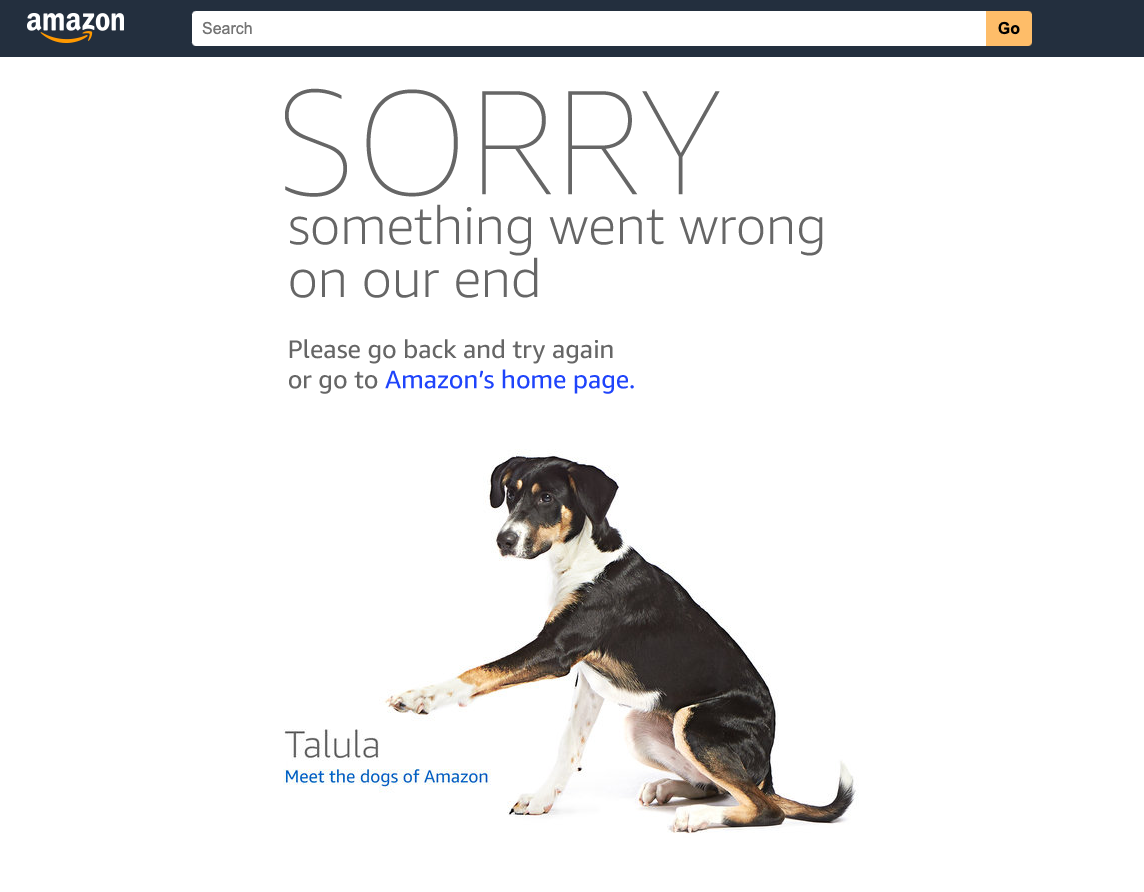 amazon
Search
Go
SORRY
something went wrong
on our end
Please go back and try again
or go to Amazon’s home page.
Talula
Meet the dogs of Amazon